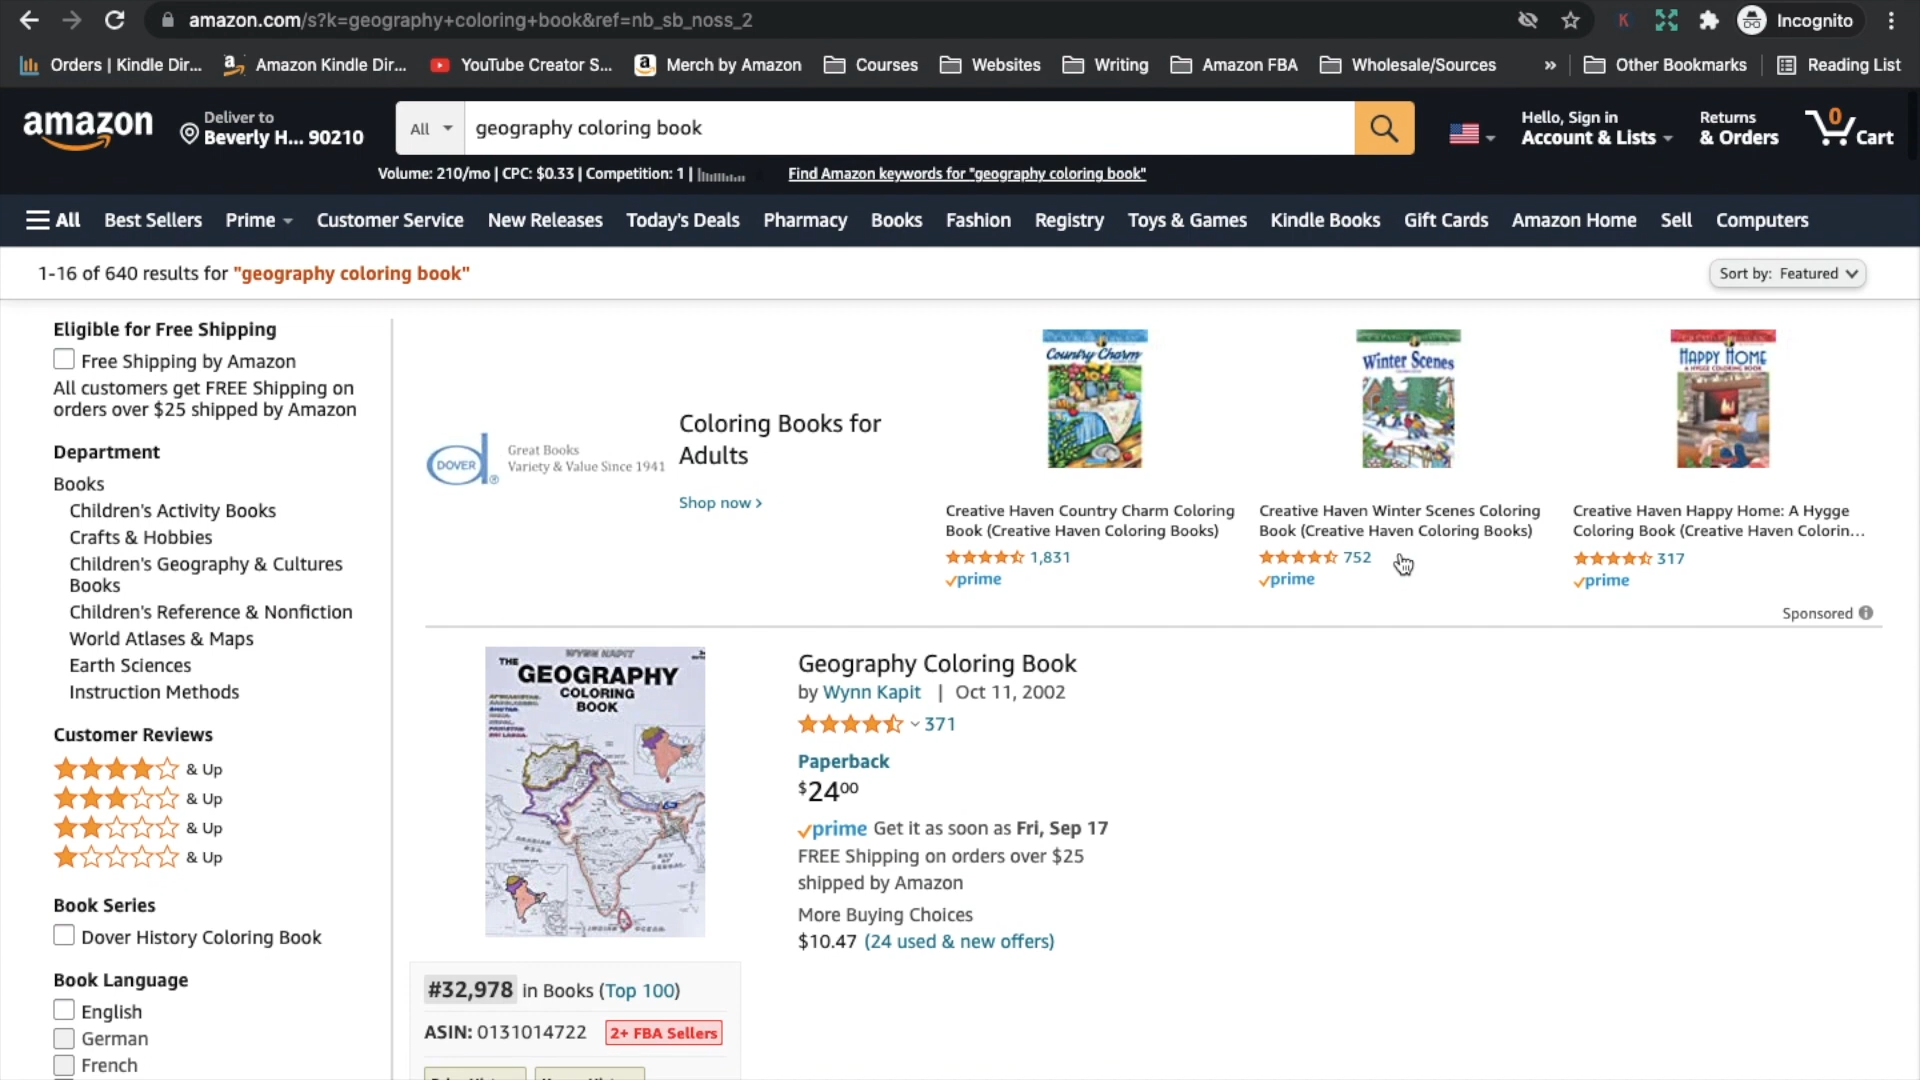 amazon.com/s?k=geography+coloring+book&ref=nb_sb_noss_2
K
Incognito
Orders | Kindle Dir...
Amazon Kindle Dir...
YouTube Creator S...
Merch by Amazon
Courses
Websites
Writing
Amazon FBA
Wholesale/Sources
»
Other Bookmarks
Reading List
amazon
Deliver to
Beverly H... 90210
All
geography coloring book
Hello, Sign in
Account & Lists
Returns
& Orders
0
Cart
Volume: 210/mo | CPC: $0.33 | Competition: 1 |
Find Amazon keywords for "geography coloring book"
All
Best Sellers
Prime
Customer Service
New Releases
Today's Deals
Pharmacy
Books
Fashion
Registry
Toys & Games
Kindle Books
Gift Cards
Amazon Home
Sell
Computers
1-16 of 640 results for "geography coloring book"
Sort by: Featured
Eligible for Free Shipping
Free Shipping by Amazon
All customers get FREE Shipping on
orders over $25 shipped by Amazon
Department
Books
Children's Activity Books
Crafts & Hobbies
Children's Geography & Cultures
Books
Children's Reference & Nonfiction
World Atlases & Maps
Earth Sciences
Instruction Methods
Customer Reviews
& Up
& Up
& Up
& Up
Book Series
Dover History Coloring Book
Book Language
English
German
French
DOVER
Great Books
Variety & Value Since 1941
Coloring Books for
Adults
Shop now ›
Country Charm
Creative Haven Country Charm Coloring
Book (Creative Haven Coloring Books)
1,831
prime
Winter Scenes
Creative Haven Winter Scenes Coloring
Book (Creative Haven Coloring Books)
752
prime
HAPPY HOME
A HYGGE COLORING BOOK
Creative Haven Happy Home: A Hygge
Coloring Book (Creative Haven Colorin...
317
prime
Sponsored
WYNN KAPIT
THE
GEOGRAPHY
COLORING
BOOK
Geography Coloring Book
by Wynn Kapit | Oct 11, 2002
371
Paperback
$2400
prime Get it as soon as Fri, Sep 17
FREE Shipping on orders over $25
shipped by Amazon
More Buying Choices
$10.47 (24 used & new offers)
#32,978 in Books (Top 100)
ASIN: 0131014722
2+ FBA Sellers